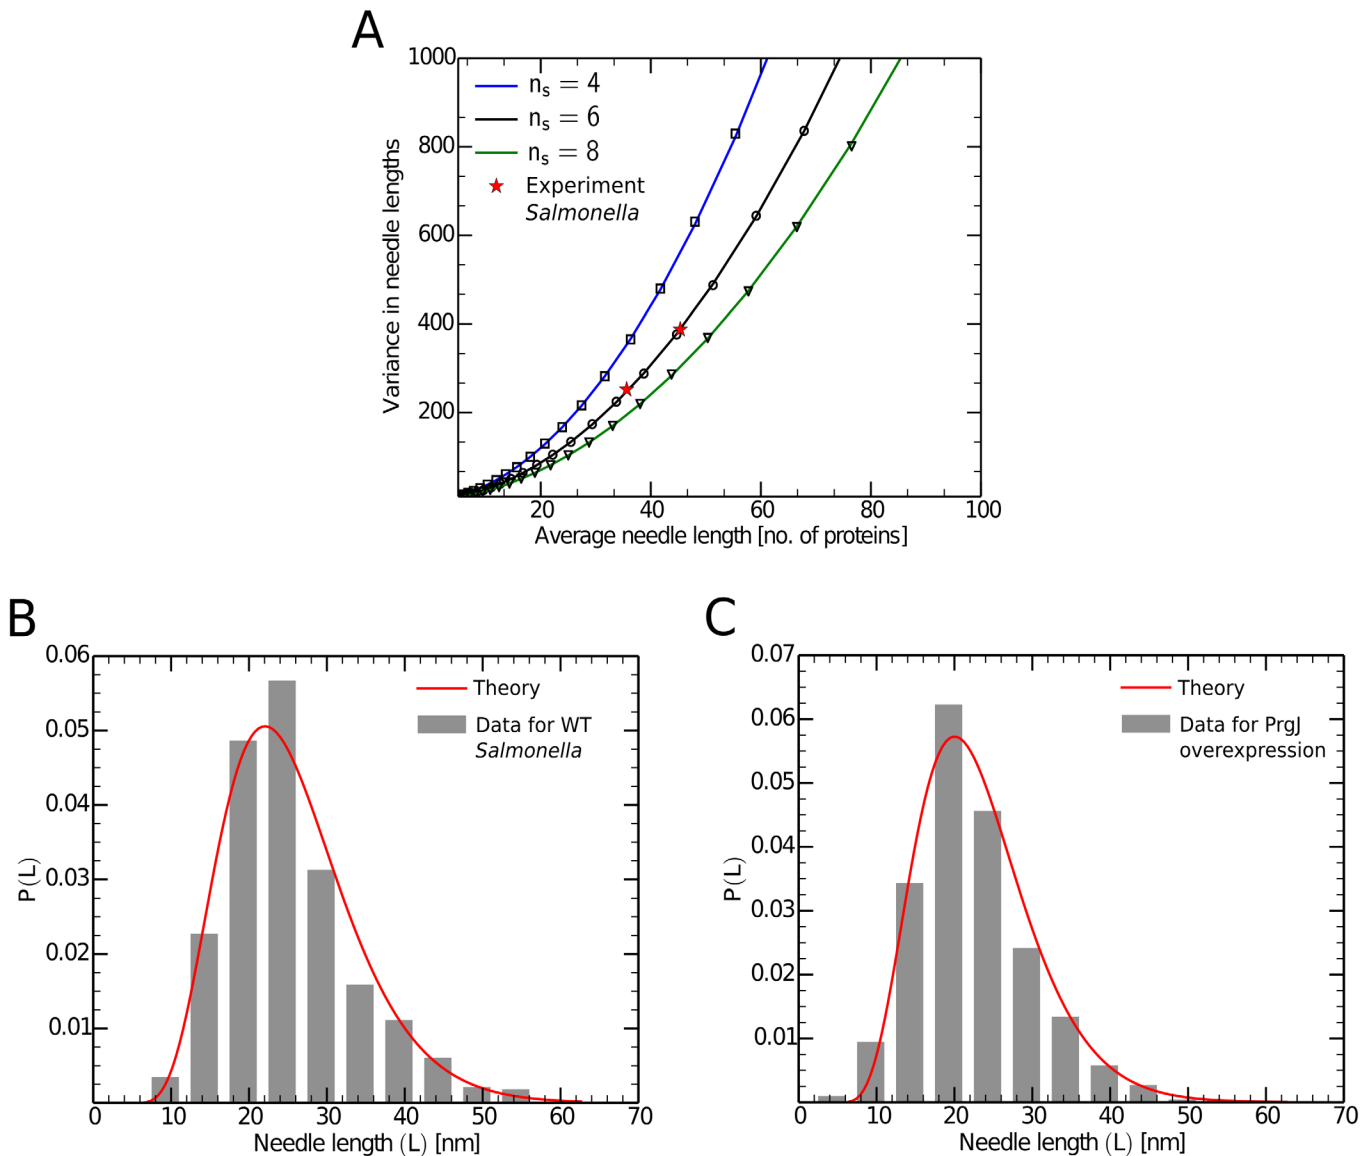 A
1000
800
600
400
200
Variance in needle lengths
n_s = 4
n_s = 6
n_s = 8
Experiment
Salmonella
20 40 60 80 100
Average needle length [no. of proteins]
B
0.06
0.05
0.04
0.03
0.02
0.01
P(L)
Theory
Data for WT
Salmonella
0 10 20 30 40 50 60 70
Needle length (L) [nm]
C
0.07
0.06
0.05
0.04
0.03
0.02
0.01
P(L)
Theory
Data for PrgJ
overexpression
0 10 20 30 40 50 60 70
Needle length (L) [nm]